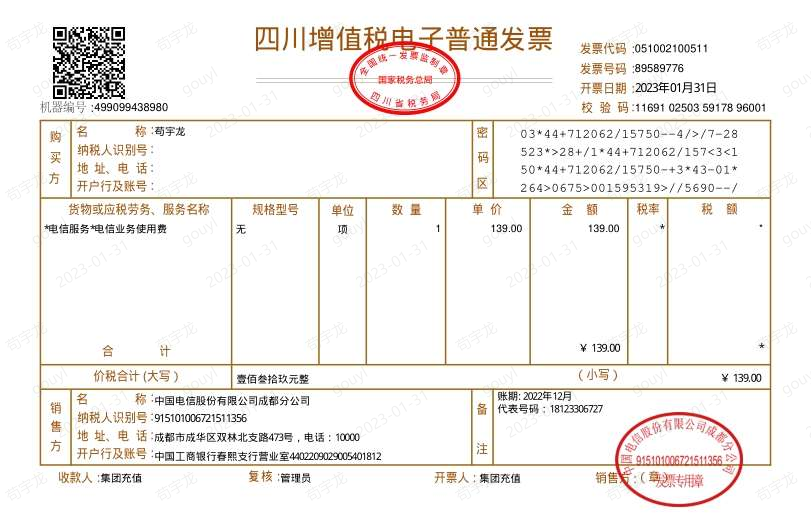 四川增值税电子普通发票
全国统一发票监制章
国家税务总局
四川省税务局
机器编号:499099438980
发票代码:051002100511
发票号码:89589776
开票日期:2023年01月31日
校验码:11691 02503 59178 96001
购买方
名称:苟宇龙
纳税人识别号:
地址、电话:
开户行及账号:
密码区
03*44+712062/15750--4/>/7-28
523*>28+/1*44+712062/157<3<1
50*44+712062/15750-+3*43-01*
264>0675>001595319>//5690--/
货物或应税劳务、服务名称 规格型号 单位 数量 单价 金额 税率 税额
*电信服务*电信业务使用费 无 项 1 139.00 139.00 * *
合计 ¥ 139.00 *
价税合计(大写) 壹佰叁拾玖元整 (小写) ¥ 139.00
销售方
名称:中国电信股份有限公司成都分公司
纳税人识别号:915101006721511356
地址、电话:成都市成华区双林北支路473号，电话：10000
开户行及账号:中国工商银行春熙支行营业室4402209029005401812
备注
账期: 2022年12月
代表号码：18123306727
收款人:集团充值 复核:管理员 开票人:集团充值 销售方:(章)
中国电信股份有限公司成都分公司
915101006721511356
发票专用章
苟宇龙
gouyl
2023-01-31